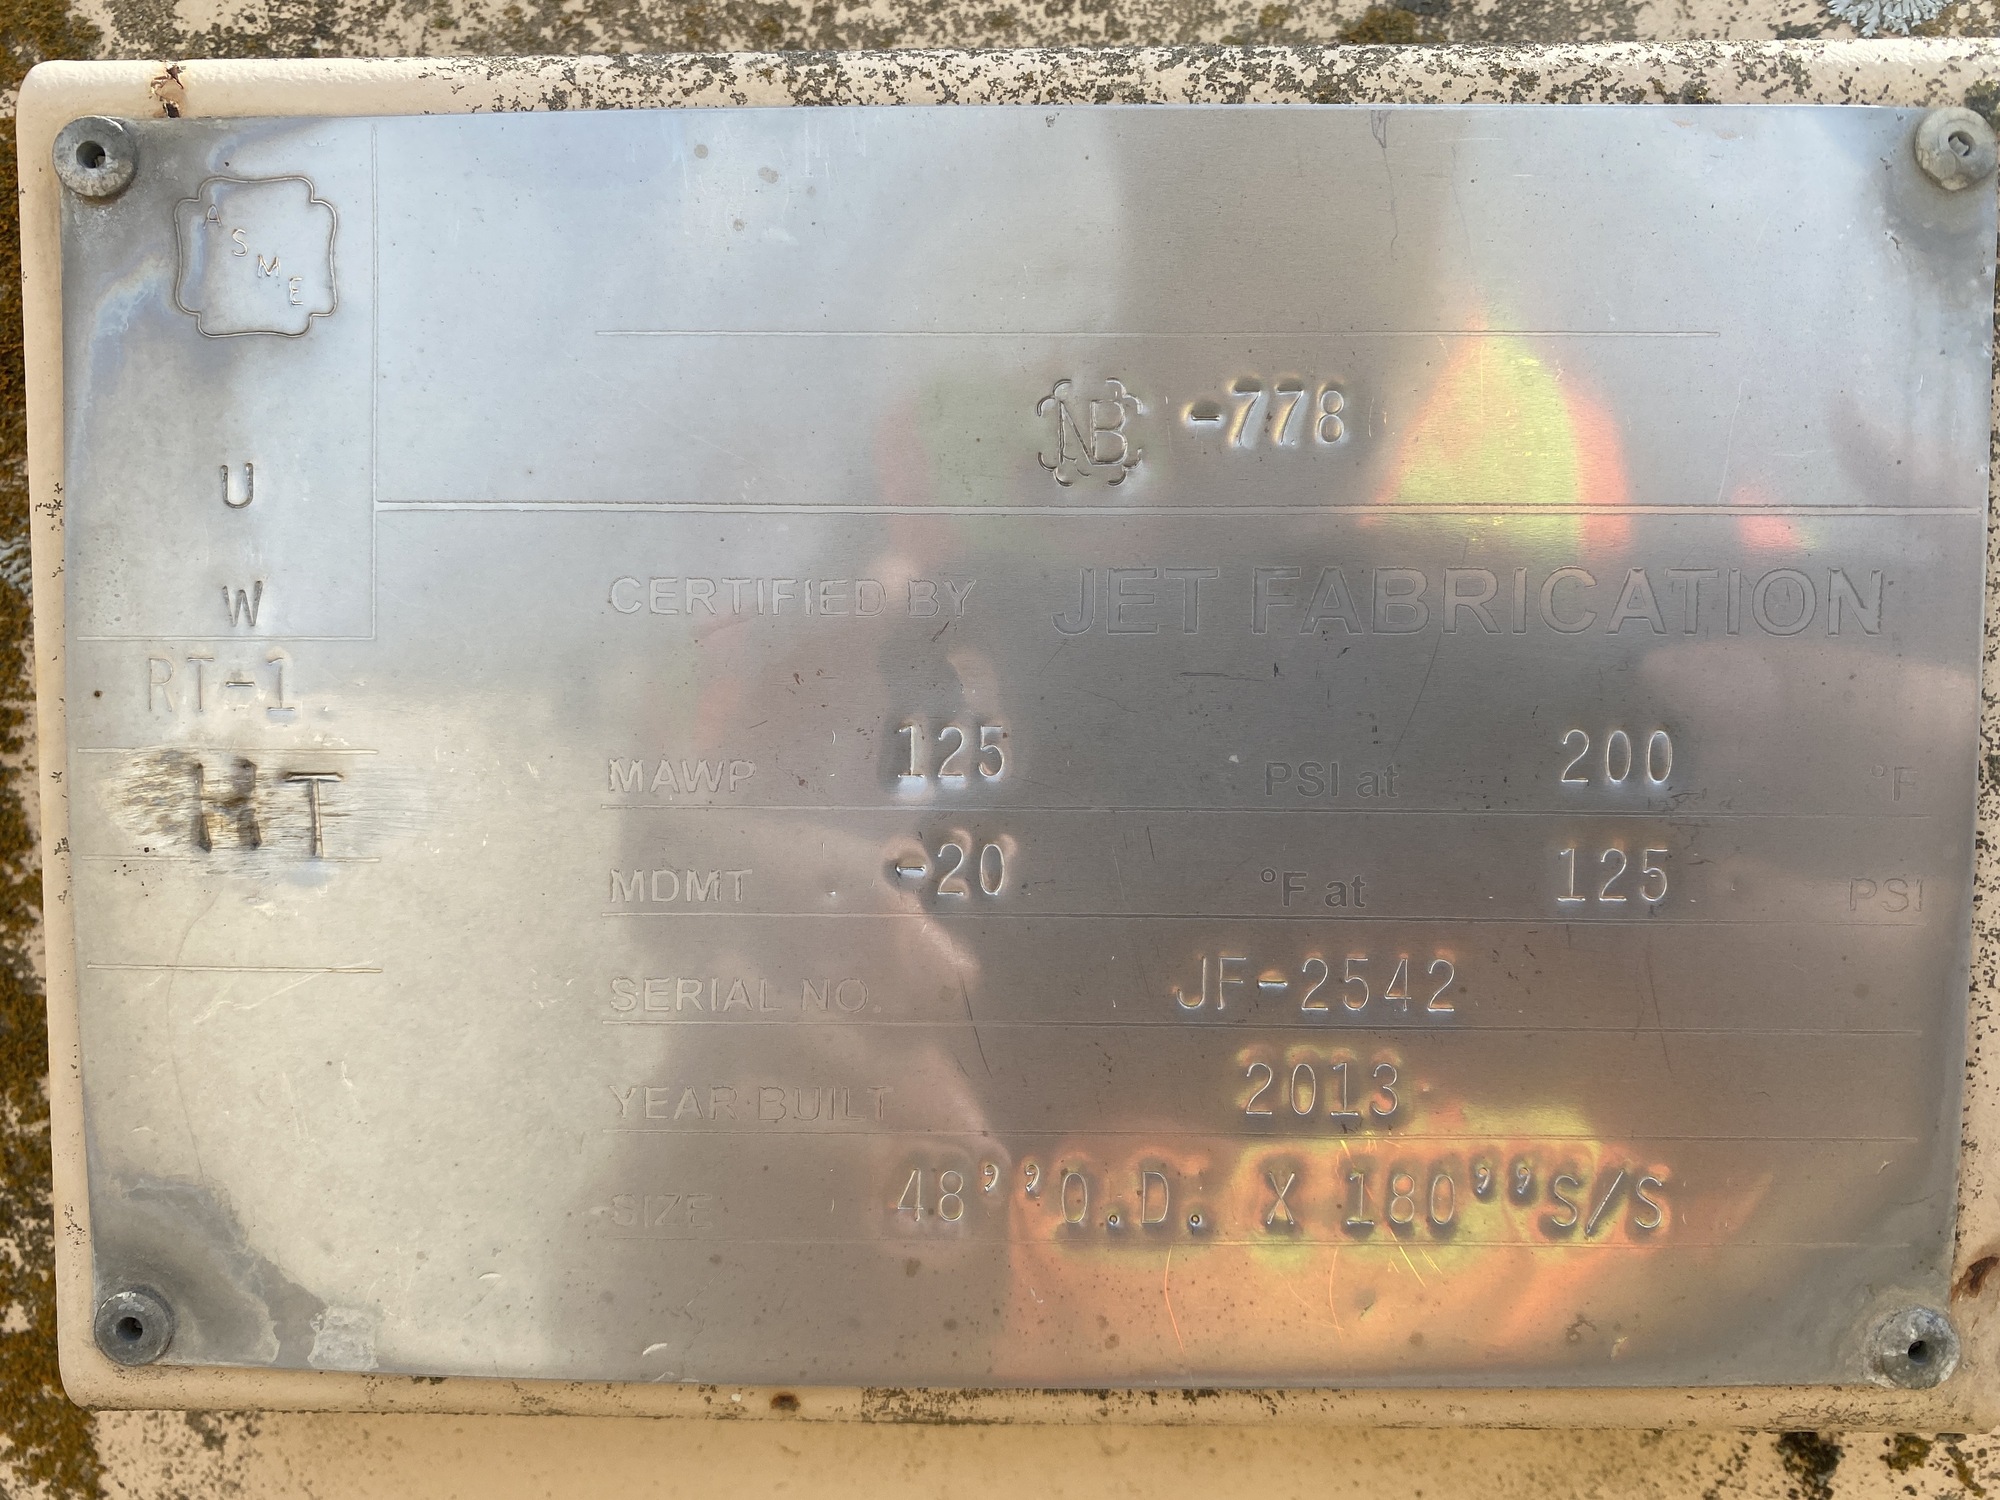 ASME
NB -778
U
W
CERTIFIED BY JET FABRICATION
RT-1
HT
MAWP 125 PSI at 200 °F
MDMT -20 °F at 125 PSI
SERIAL NO. JF-2542
YEAR BUILT 2013
SIZE 48’’O.D. X 180’’S/S